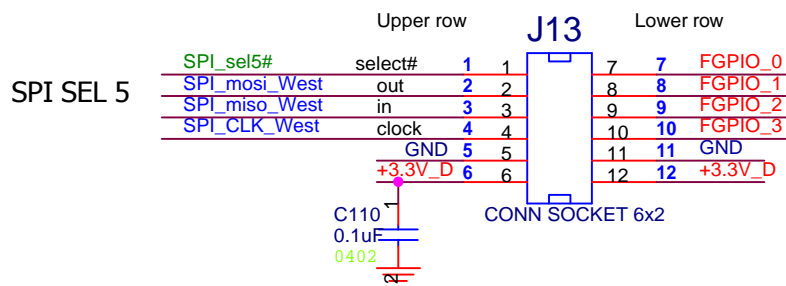 Upper row J13 Lower row
SPI_sel5# select# 1 1 7 7 FGPIO_0
SPI SEL 5 SPI_mosi_West out 2 2 8 8 FGPIO_1
SPI_miso_West in 3 3 9 9 FGPIO_2
SPI_CLK_West clock 4 4 10 10 FGPIO_3
GND 5 5 11 11 GND
+3.3V_D 6 6 12 12 +3.3V_D
1
C110 CONN SOCKET 6x2
0.1uF
0402
2